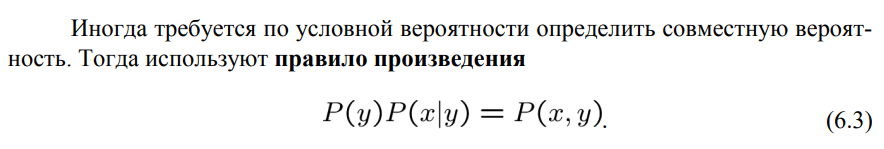 Иногда требуется по условной вероятности определить совместную вероят-
ность. Тогда используют правило произведения
P(y)P(x|y) = P(x, y). (6.3)